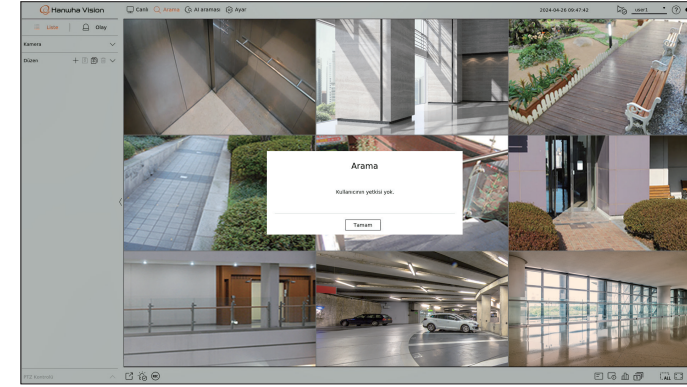 Hanwha Vision
Canlı
Arama
AI araması
Ayar
2024-04-26 09:47:42
user1
Liste
Olay
Kamera
Düzen
Arama
Kullanıcının yetkisi yok.
Tamam
PTZ Kontrolü
ALL